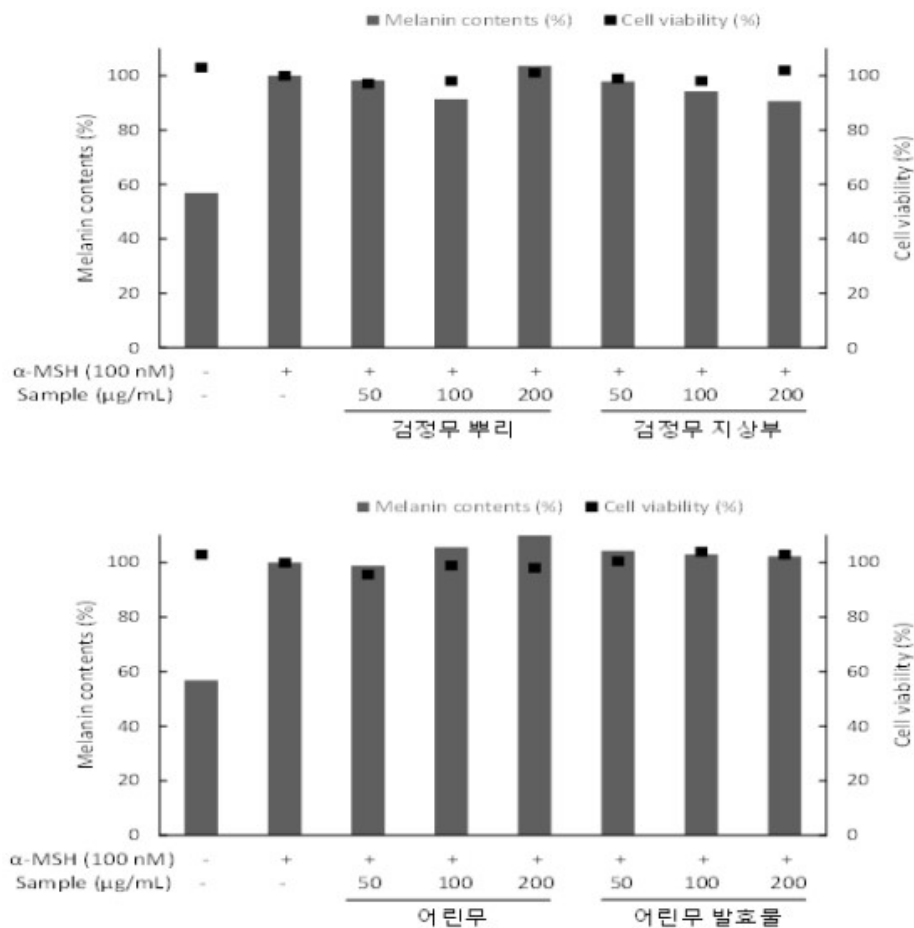 ■ Melanin contents (%) ■ Cell viability (%)
Melanin contents (%)
100
80
60
40
20
0
100
80
60
40
20
0
Cell viability (%)
α-MSH (100 nM) - + + + + + + +
Sample (μg/mL) - - 50 100 200 50 100 200
검정무 뿌리 검정무 지상부
■ Melanin contents (%) ■ Cell viability (%)
Melanin contents (%)
100
80
60
40
20
0
100
80
60
40
20
0
Cell viability (%)
α-MSH (100 nM) - + + + + + + +
Sample (μg/mL) - - 50 100 200 50 100 200
어린무 어린무 발효물